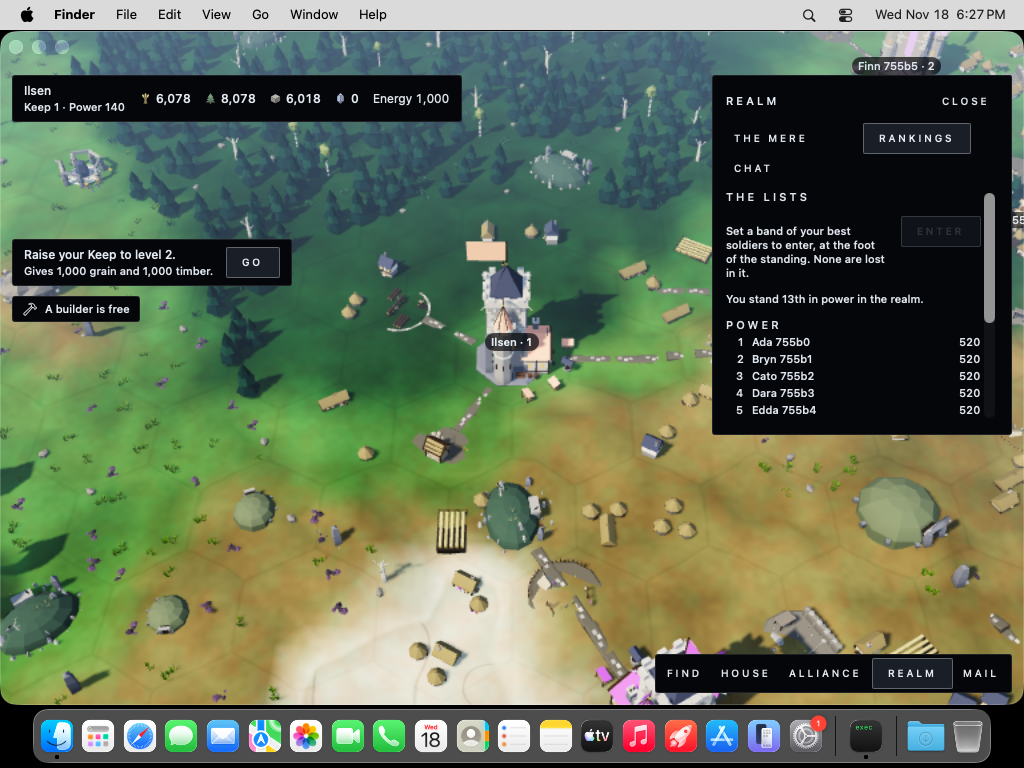 Finder File Edit View Go Window Help Wed Nov 18 6:27 PM
Finn 755b5 · 2
Ilsen
Keep 1 · Power 140
6,078 8,078 6,018 0 Energy 1,000
REALM CLOSE
THE MERE RANKINGS
CHAT
THE LISTS
Set a band of your best
soldiers to enter, at the foot
of the standing. None are lost
in it.
ENTER
You stand 13th in power in the realm.
POWER
1 Ada 755b0 520
2 Bryn 755b1 520
3 Cato 755b2 520
4 Dara 755b3 520
5 Edda 755b4 520
Raise your Keep to level 2.
Gives 1,000 grain and 1,000 timber.
GO
A builder is free
Ilsen · 1
FIND HOUSE ALLIANCE REALM MAIL
Wed
18
tv
1
exec